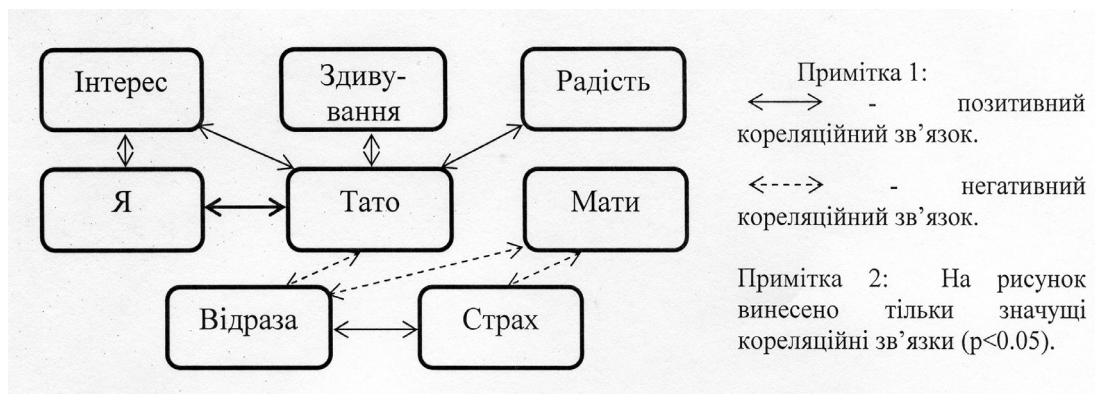 Інтерес
Здиву-
вання
Радість
Я
Тато
Мати
Відраза
Страх
Примітка 1:
- позитивний
кореляційний зв’язок.
- негативний
кореляційний зв’язок.
Примітка 2: На рисунок
винесено тільки значущі
кореляційні зв’язки (p<0.05).